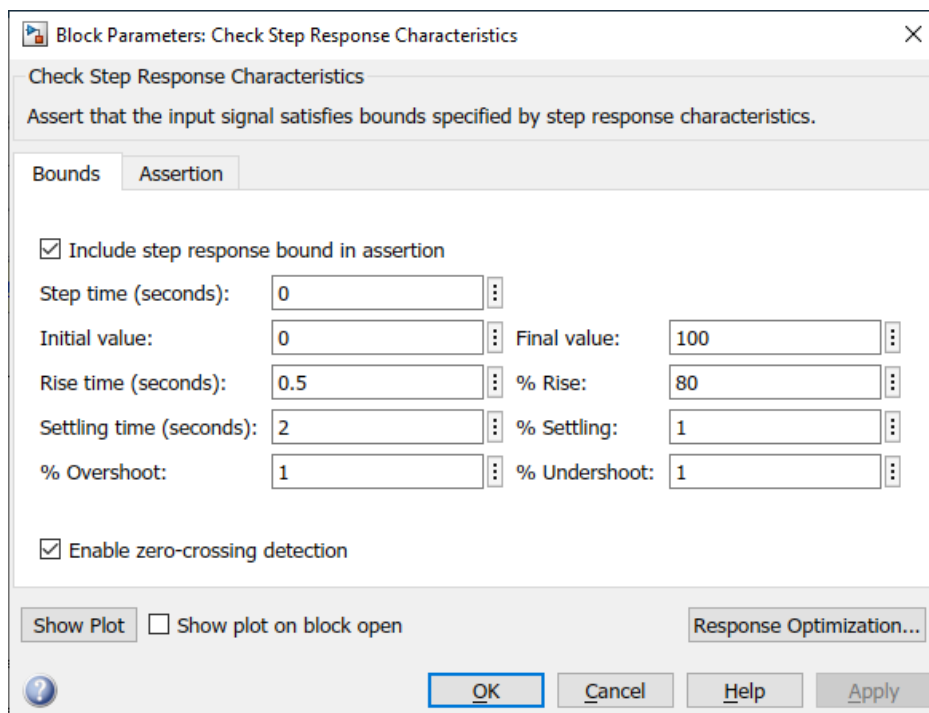 Block Parameters: Check Step Response Characteristics
Check Step Response Characteristics
Assert that the input signal satisfies bounds specified by step response characteristics.
Bounds Assertion
Include step response bound in assertion
Step time (seconds): 0
Initial value: 0 Final value: 100
Rise time (seconds): 0.5 % Rise: 80
Settling time (seconds): 2 % Settling: 1
% Overshoot: 1 % Undershoot: 1
Enable zero-crossing detection
Show Plot Show plot on block open Response Optimization...
? OK Cancel Help Apply